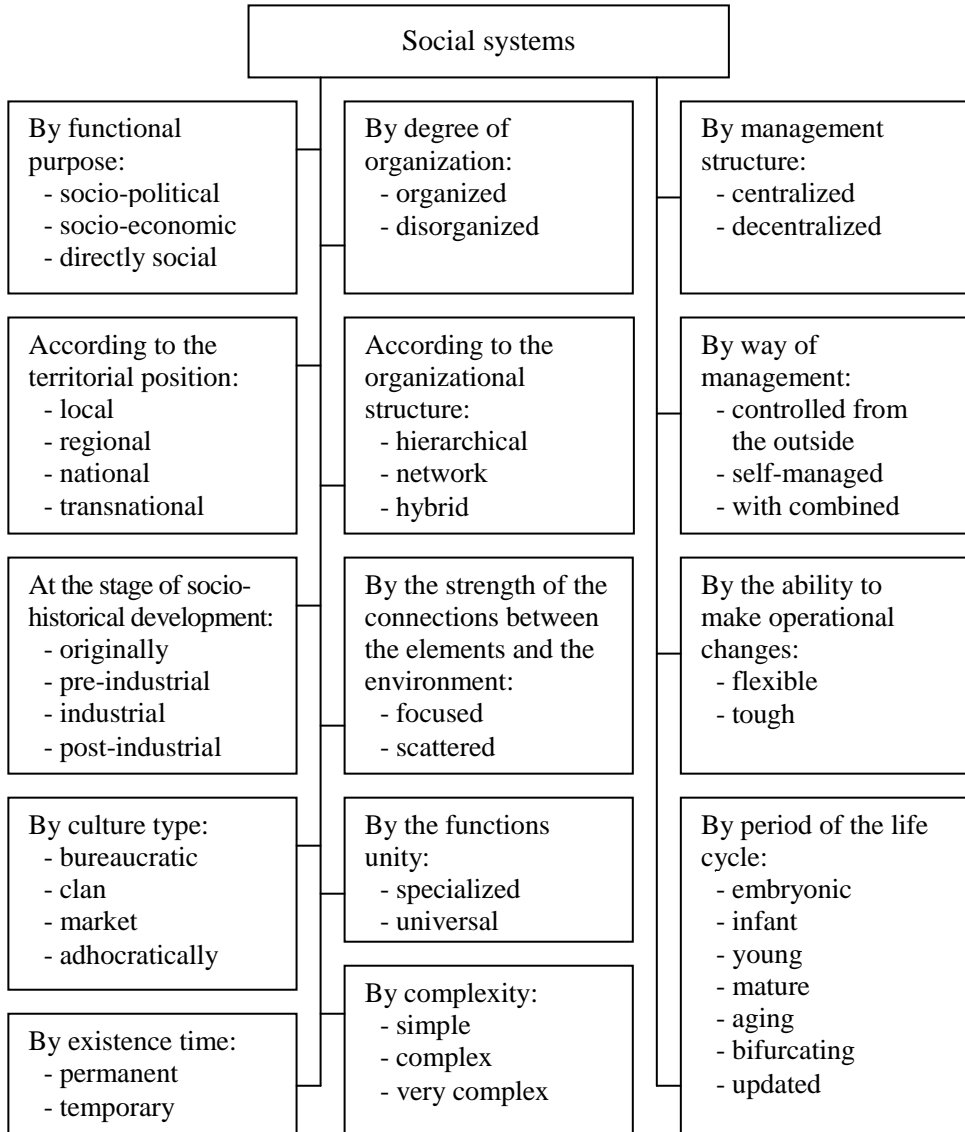 Social systems
By functional
purpose:
- socio-political
- socio-economic
- directly social
By degree of
organization:
- organized
- disorganized
By management
structure:
- centralized
- decentralized
According to the
territorial position:
- local
- regional
- national
- transnational
According to the
organizational
structure:
- hierarchical
- network
- hybrid
By way of
management:
- controlled from
the outside
- self-managed
- with combined
At the stage of socio-
historical development:
- originally
- pre-industrial
- industrial
- post-industrial
By the strength of the
connections between
the elements and the
environment:
- focused
- scattered
By the ability to
make operational
changes:
- flexible
- tough
By culture type:
- bureaucratic
- clan
- market
- adhocratically
By the functions
unity:
- specialized
- universal
By period of the life
cycle:
- embryonic
- infant
- young
- mature
- aging
- bifurcating
- updated
By existence time:
- permanent
- temporary
By complexity:
- simple
- complex
- very complex